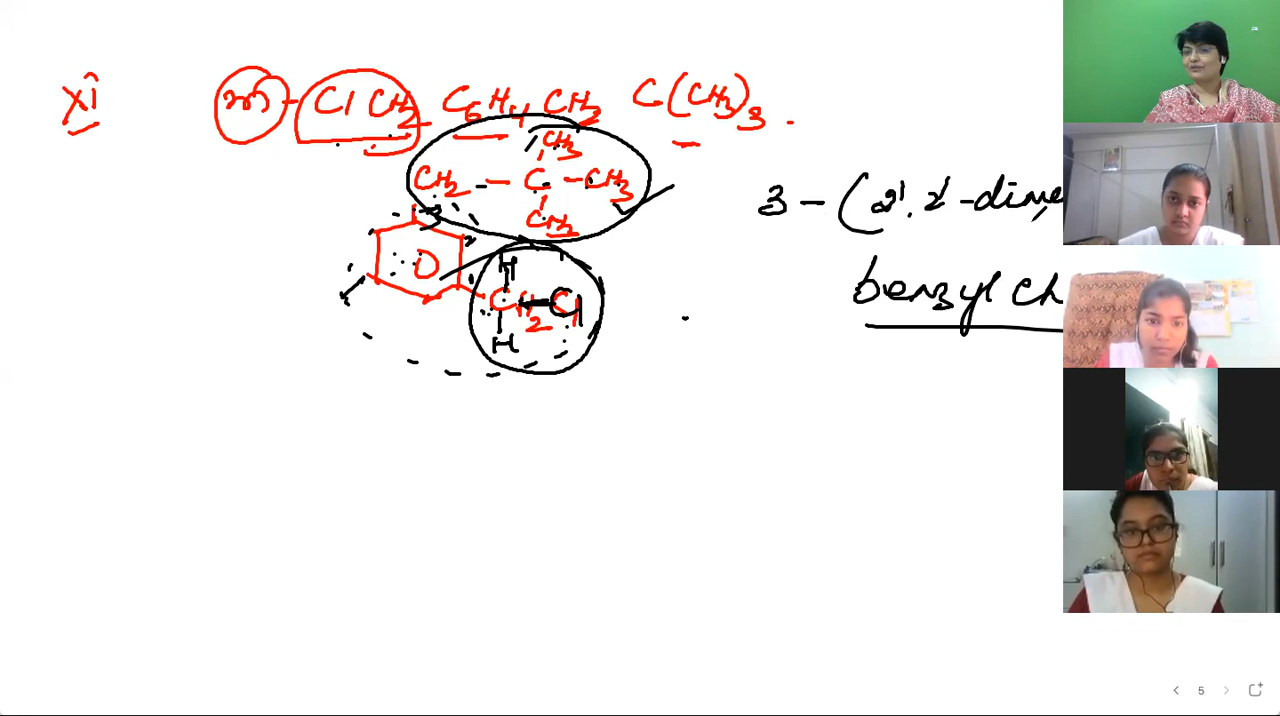 xi m- ClCH2 C6H4 CH2 C(CH3)3 .
CH3
CH2 — C — CH3
CH3
3 – (2', 2' -dime
H
CH2 — Cl
H
benzyl Ch
5